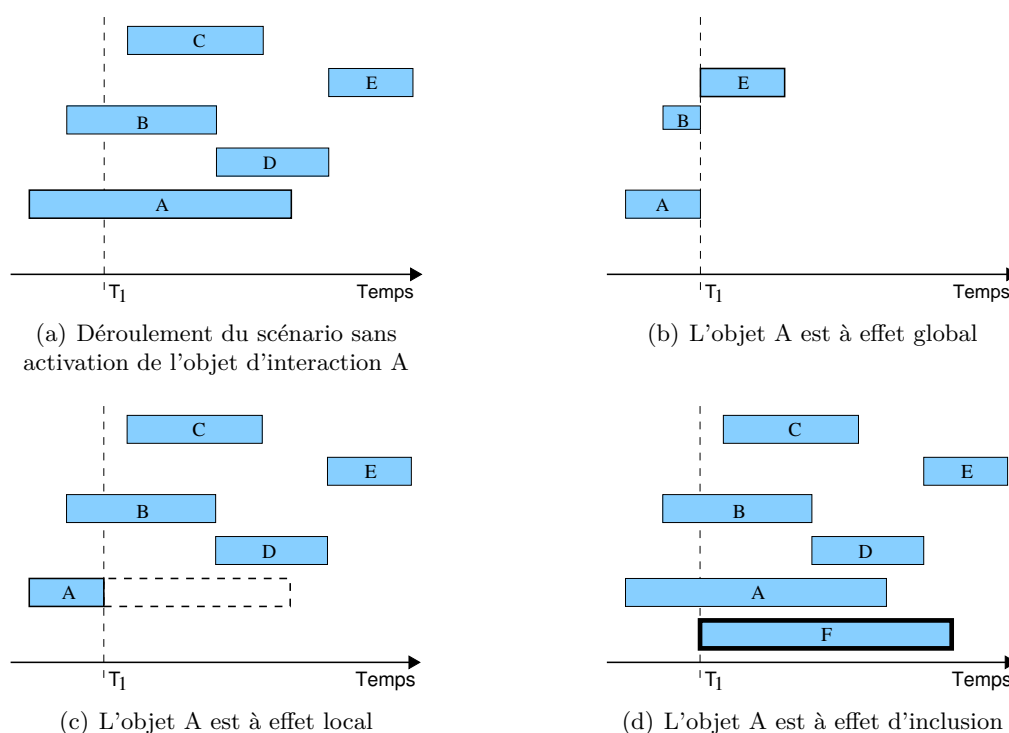 C
E
B
D
A
T1
Temps
(a) Déroulement du scénario sans
activation de l'objet d'interaction A
E
B
A
T1
Temps
(b) L'objet A est à effet global
C
E
B
D
A
T1
Temps
(c) L'objet A est à effet local
C
E
B
D
A
F
T1
Temps
(d) L'objet A est à effet d'inclusion